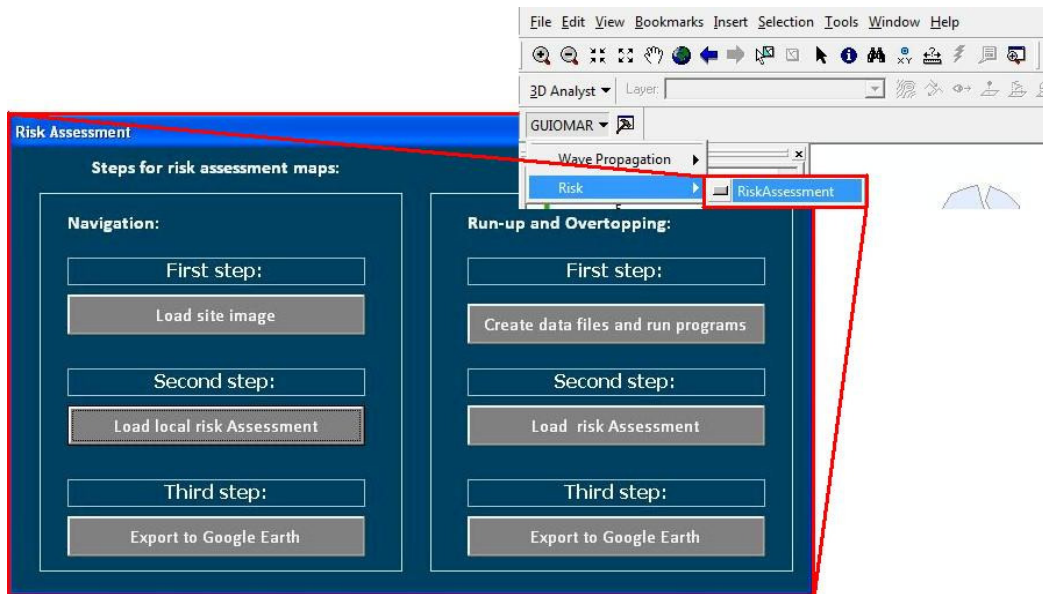 File Edit View Bookmarks Insert Selection Tools Window Help
XY
3D Analyst Layer:
GUIOMAR
Wave Propagation
Risk
RiskAssessment
Risk Assessment
Steps for risk assessment maps:
Navigation:
First step:
Load site image
Second step:
Load local risk Assessment
Third step:
Export to Google Earth
Run-up and Overtopping:
First step:
Create data files and run programs
Second step:
Load risk Assessment
Third step:
Export to Google Earth